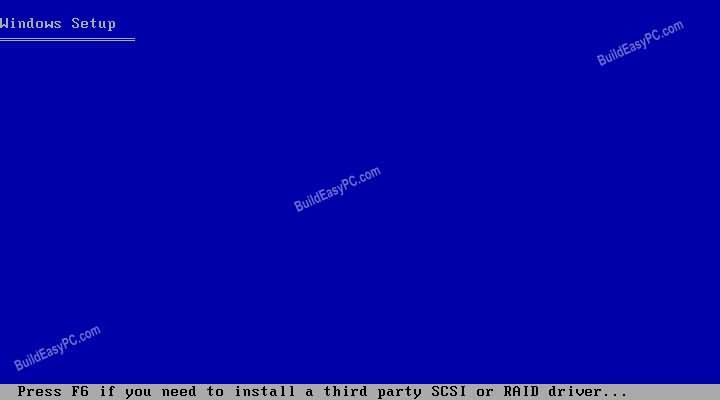 Windows Setup
BuildEasyPC.com
BuildEasyPC.com
BuildEasyPC.com
Press F6 if you need to install a third party SCSI or RAID driver...